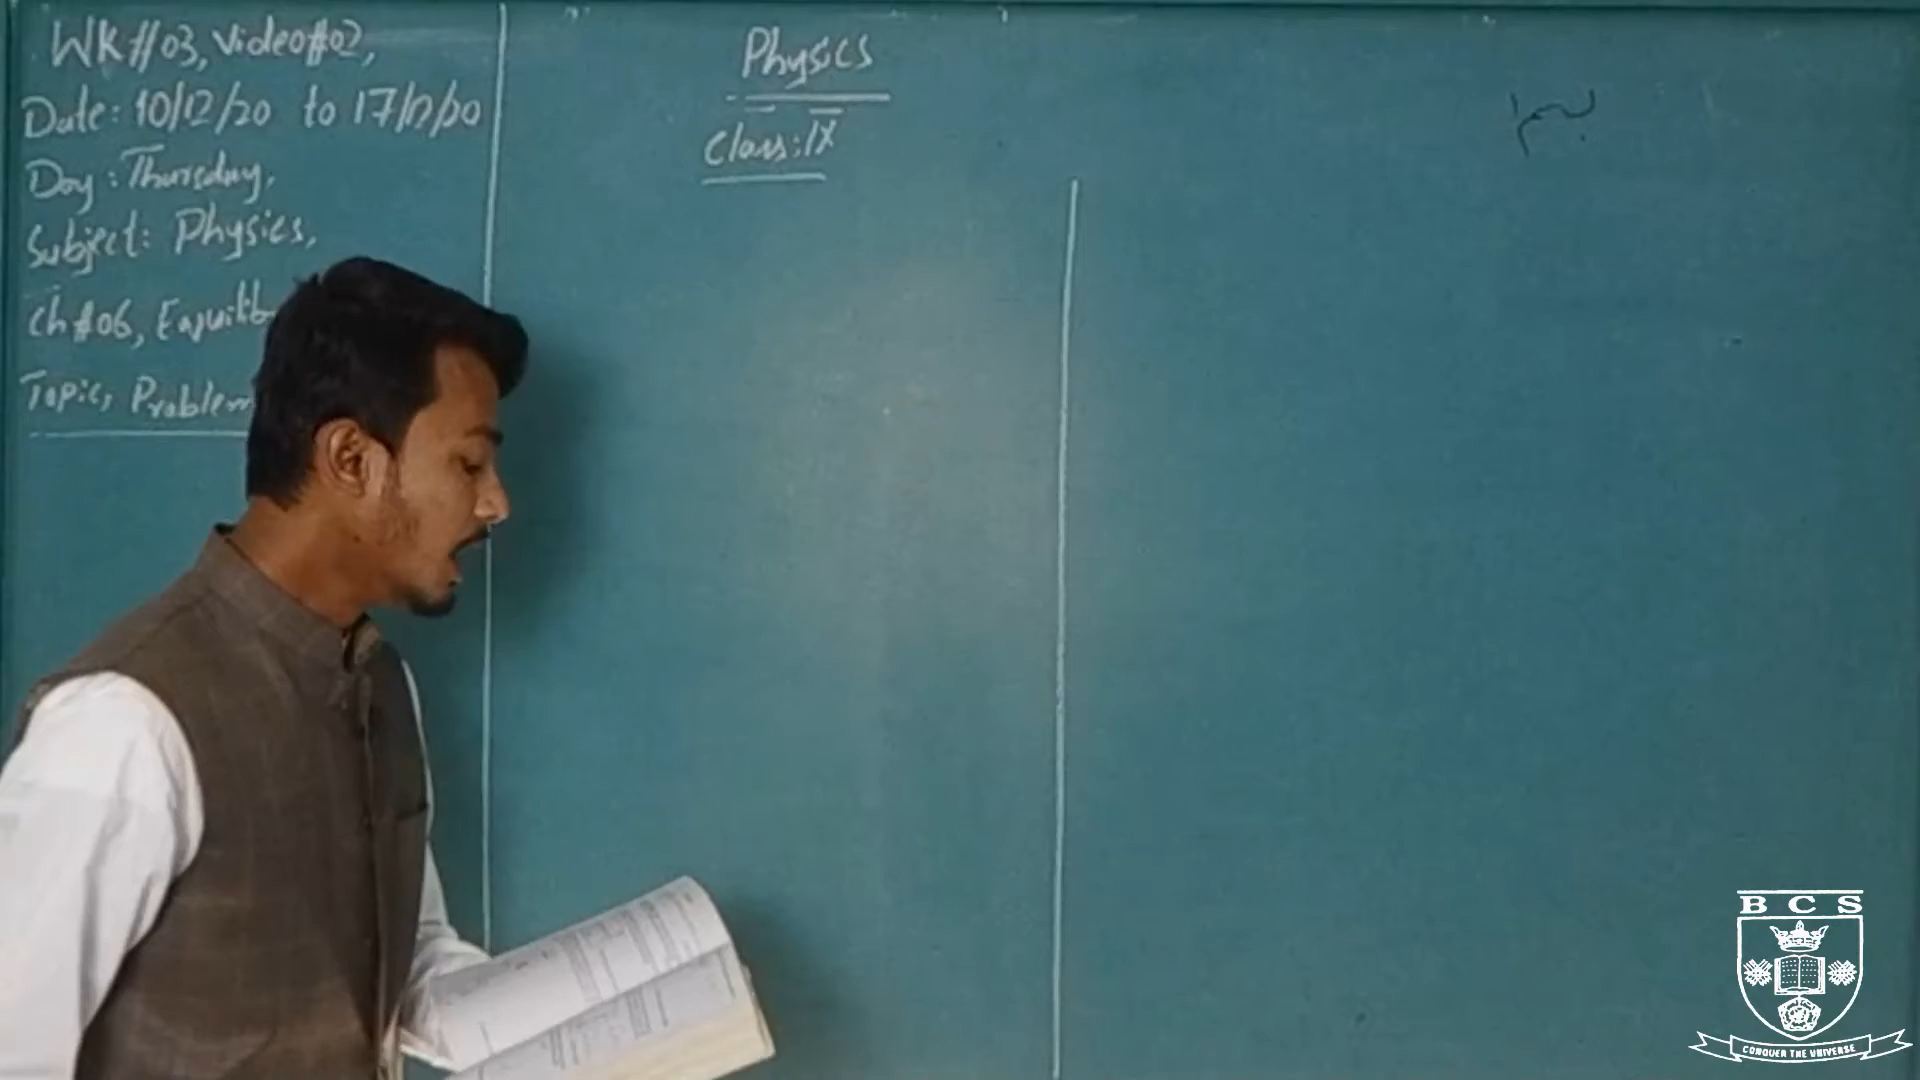 WK#03, Video#02,
Date: 10/12/20 to 17/12/20
Day: Thursday,
Subject: Physics,
Ch#06,
Topic, Problem
Physics
Class: IX
BCS
CONQUER THE UNIVERSE